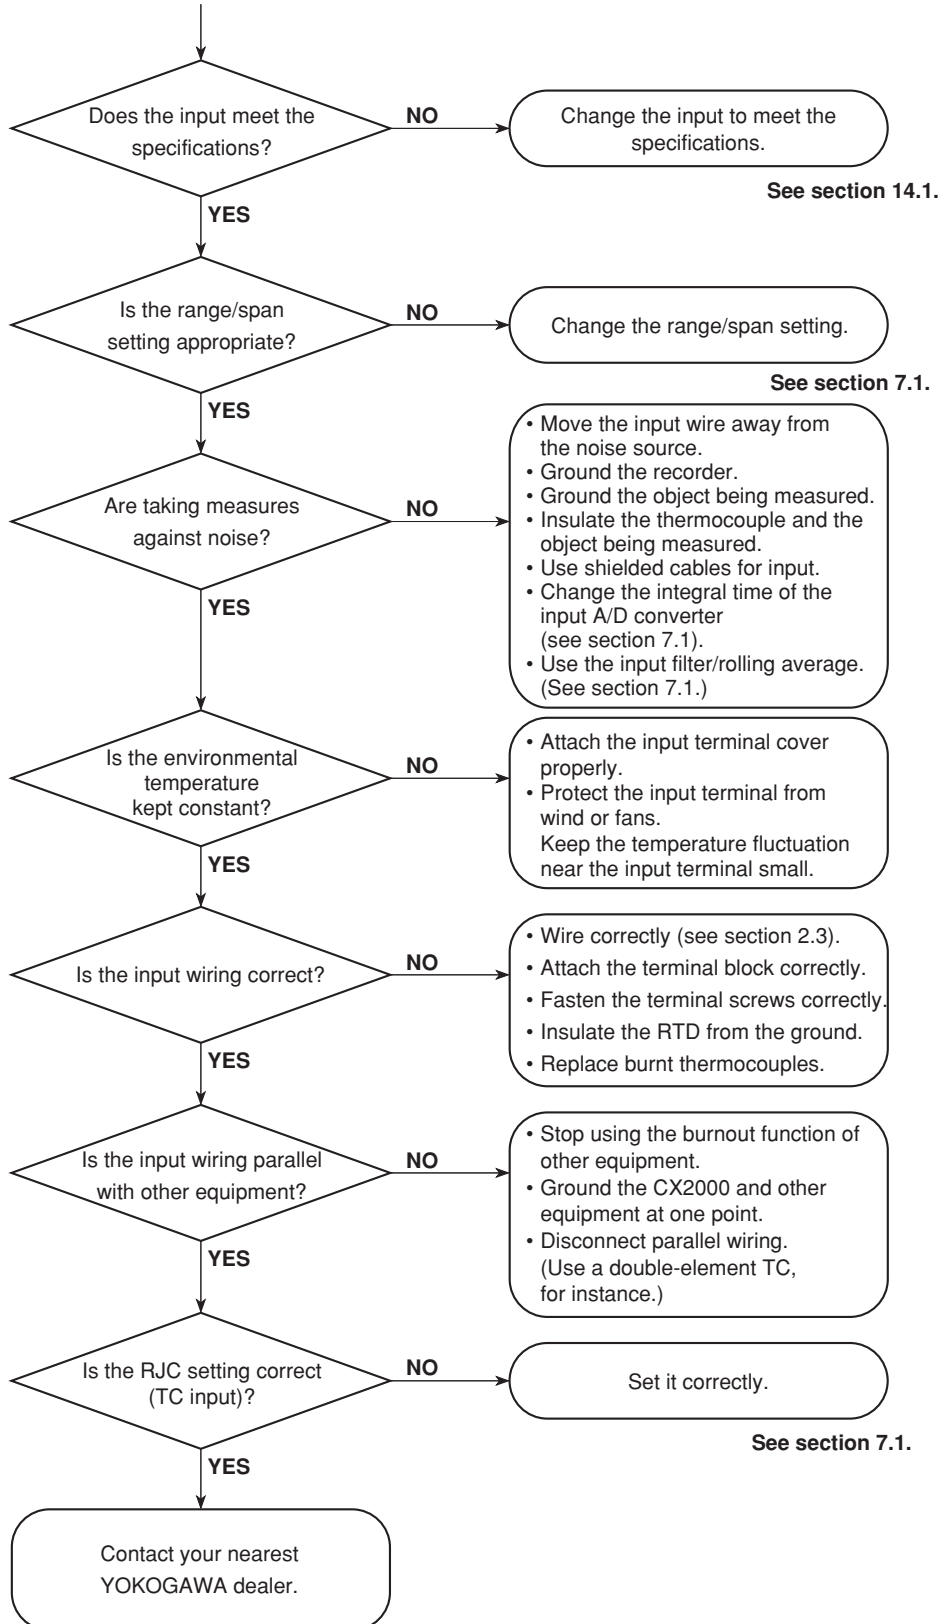 Does the input meet the
specifications?
NO
Change the input to meet the
specifications.
See section 14.1.
YES
Is the range/span
setting appropriate?
NO
Change the range/span setting.
See section 7.1.
YES
Are taking measures
against noise?
NO
• Move the input wire away from
the noise source.
• Ground the recorder.
• Ground the object being measured.
• Insulate the thermocouple and the
object being measured.
• Use shielded cables for input.
• Change the integral time of the
input A/D converter
(see section 7.1).
• Use the input filter/rolling average.
(See section 7.1.)
YES
Is the environmental
temperature
kept constant?
NO
• Attach the input terminal cover
properly.
• Protect the input terminal from
wind or fans.
Keep the temperature fluctuation
near the input terminal small.
YES
Is the input wiring correct?
NO
• Wire correctly (see section 2.3).
• Attach the terminal block correctly.
• Fasten the terminal screws correctly.
• Insulate the RTD from the ground.
• Replace burnt thermocouples.
YES
Is the input wiring parallel
with other equipment?
NO
• Stop using the burnout function of
other equipment.
• Ground the CX2000 and other
equipment at one point.
• Disconnect parallel wiring.
(Use a double-element TC,
for instance.)
YES
Is the RJC setting correct
(TC input)?
NO
Set it correctly.
See section 7.1.
YES
Contact your nearest
YOKOGAWA dealer.